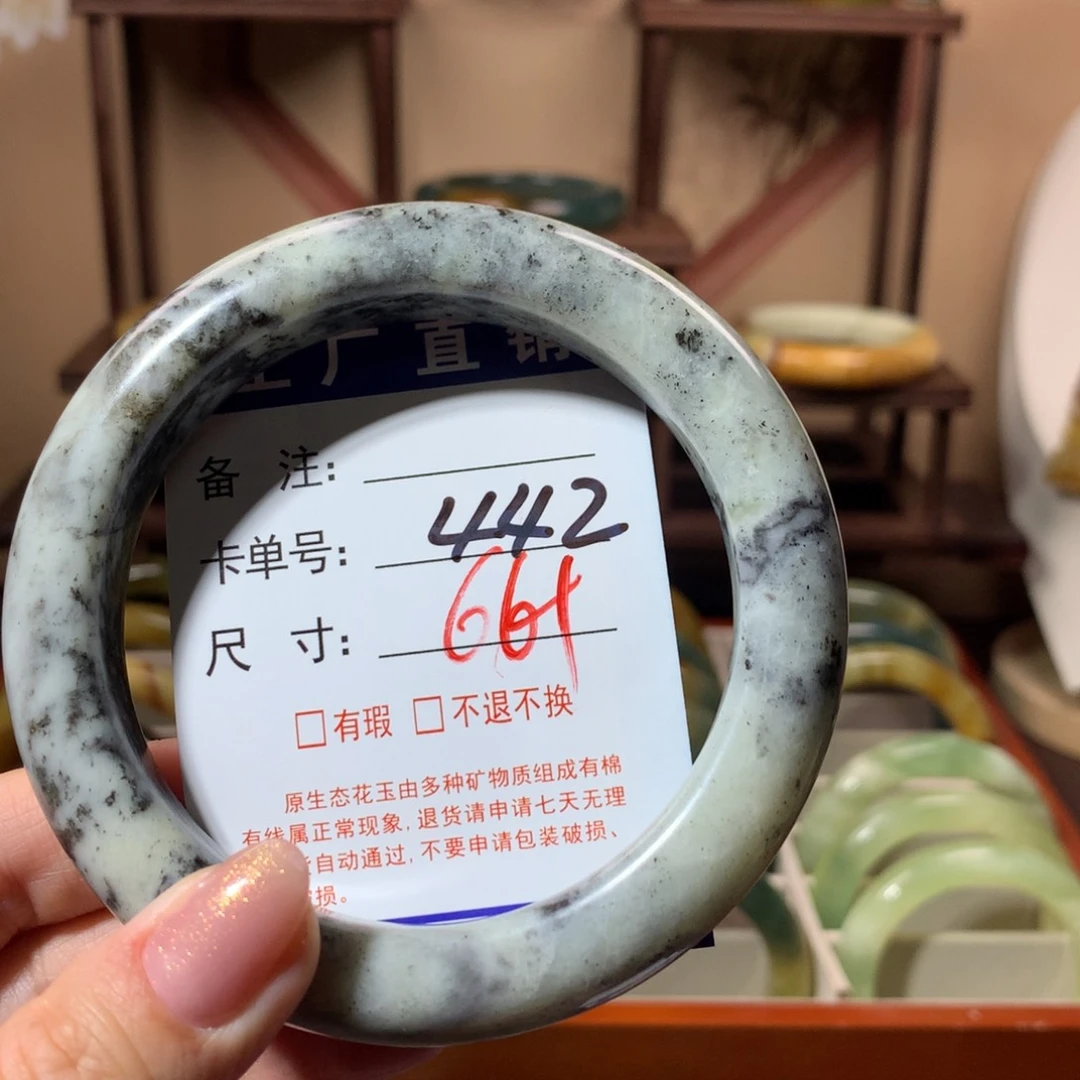 工厂直销
备 注:
卡单号: 442
尺 寸: 66+
□有瑕 □不退不换
原生态花玉由多种矿物质组成有棉
有线属正常现象,退货请申请七天无理
自动通过,不要申请包装破损、
损。